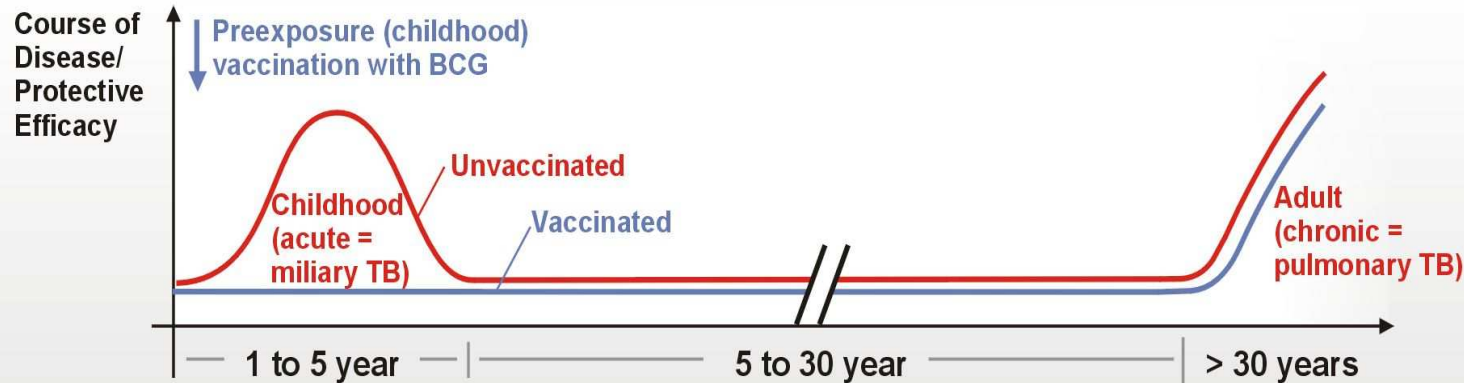 Course of
Disease/
Protective
Efficacy
Preexposure (childhood)
vaccination with BCG
Unvaccinated
Vaccinated
Childhood
(acute =
miliary TB)
Adult
(chronic =
pulmonary TB)
1 to 5 year
5 to 30 year
> 30 years